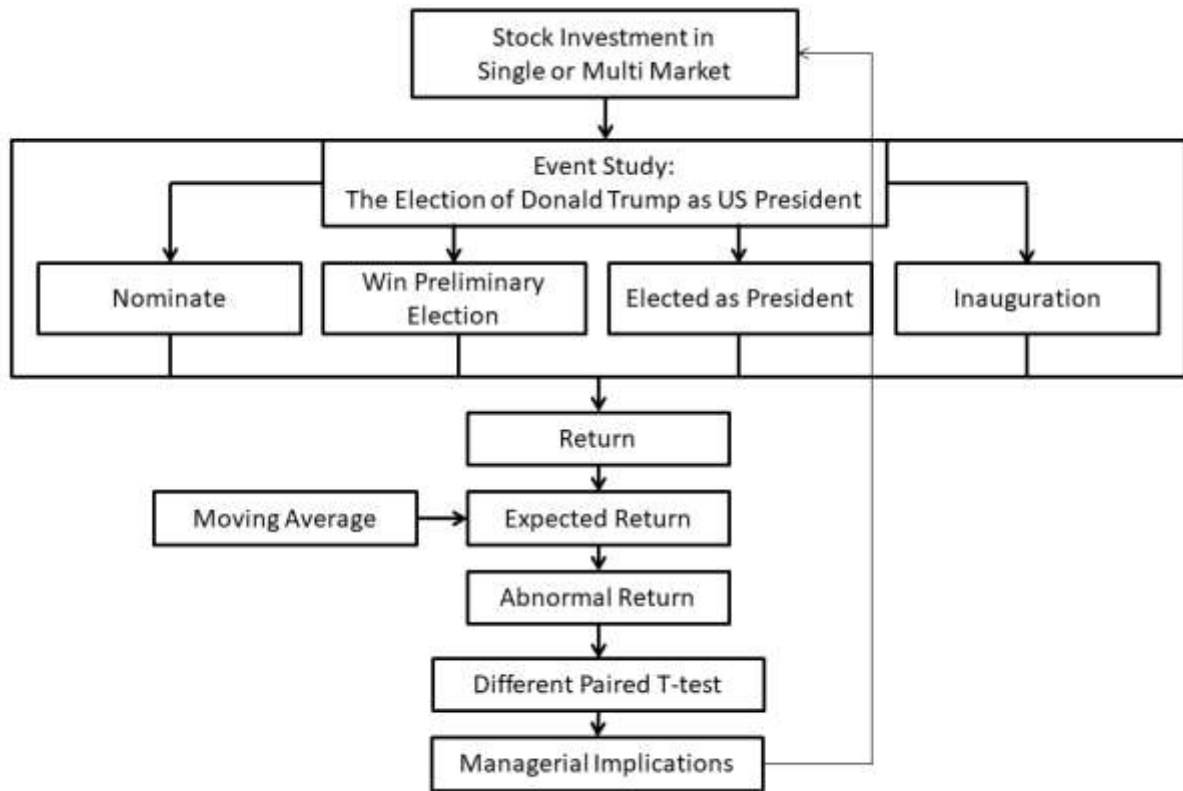 Stock Investment in
Single or Multi Market
Event Study:
The Election of Donald Trump as US President
Nominate
Win Preliminary
Election
Elected as President
Inauguration
Return
Moving Average
Expected Return
Abnormal Return
Different Paired T-test
Managerial Implications